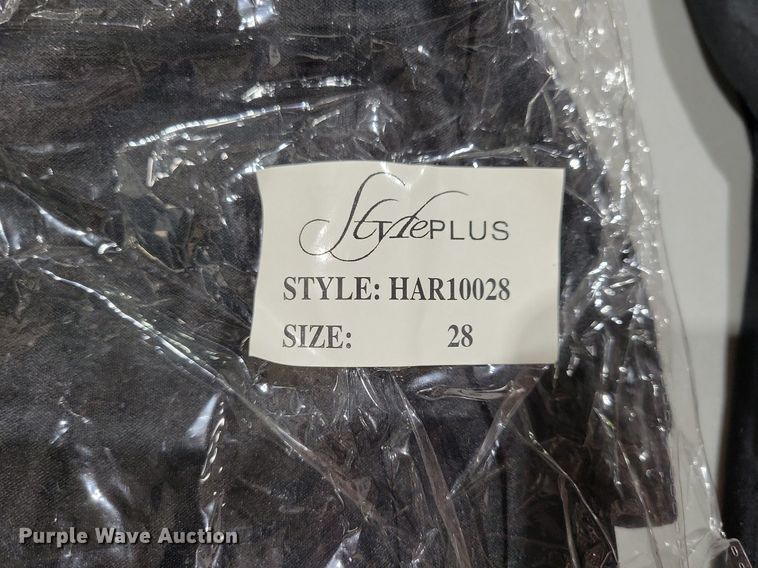 StylePLUS
STYLE: HAR10028
SIZE: 28
Purple Wave Auction